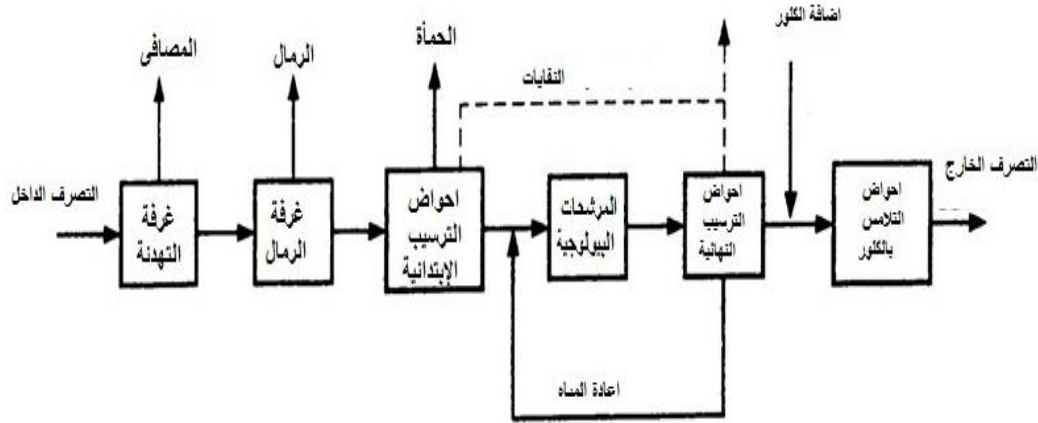 اضافة الكلور
المصافى
الرمال
الحمأة
النفايات
التصرف الداخل
غرفة
التهدئة
غرفة
الرمال
احواض
الترسيب
الإبتدائية
المرشحات
البيولوجية
احواض
الترسيب
النهائية
احواض
التلامس
بالكلور
التصرف الخارج
اعادة المياه